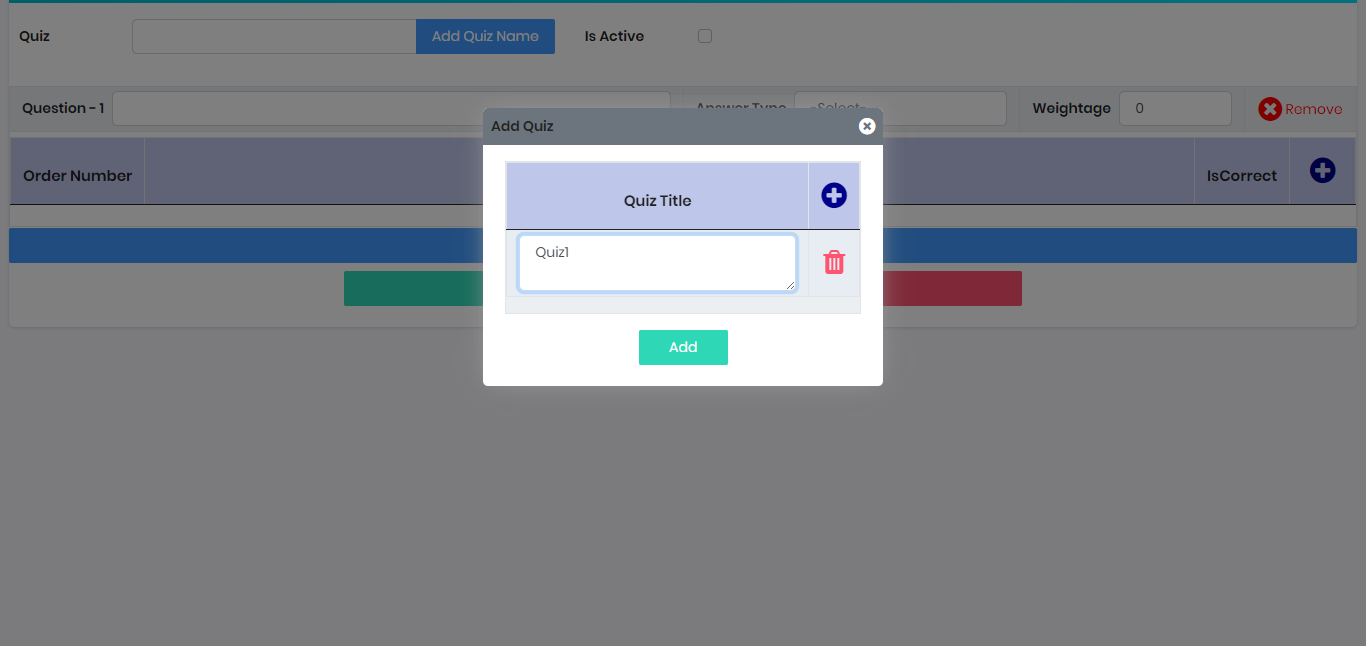 Quiz
Add Quiz Name
Is Active
Question - 1
Answer Type
-Select-
Weightage
0
Remove
Add Quiz
Order Number
IsCorrect
Quiz Title
Quiz1
Add